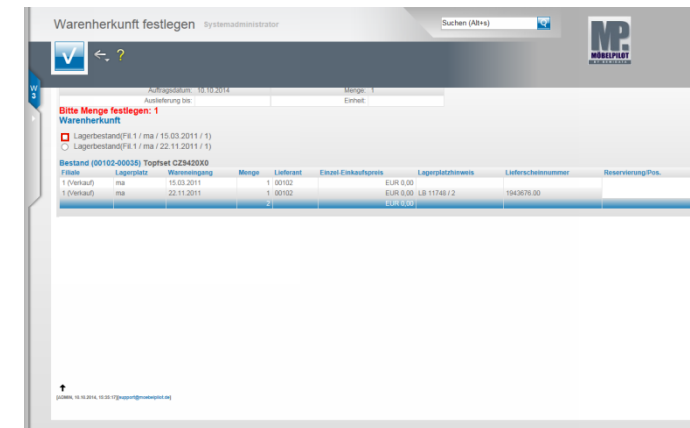 Warenherkunft festlegen Systemadministrator
Suchen (Alt+s)
MP
MÖBELPILOT
?
W
3
Auftragsdatum: 10.10.2014 Menge: 1
Auslieferung bis: Einheit:
Bitte Menge festlegen: 1
Warenherkunft
Lagerbestand(Fil.1 / ma / 15.03.2011 / 1)
Lagerbestand(Fil.1 / ma / 22.11.2011 / 1)
Bestand (00102-00035) Topfset CZ9420X0
Filiale Lagerplatz Wareneingang Menge Lieferant Einzel-Einkaufspreis Lagerplatzhinweis Lieferscheinnummer Reservierung/Pos.
1 (Verkauf) ma 15.03.2011 1 00102 EUR 0,00
1 (Verkauf) ma 22.11.2011 1 00102 EUR 0,00 LB 11748 / 2 1943676.00
2 EUR 0,00